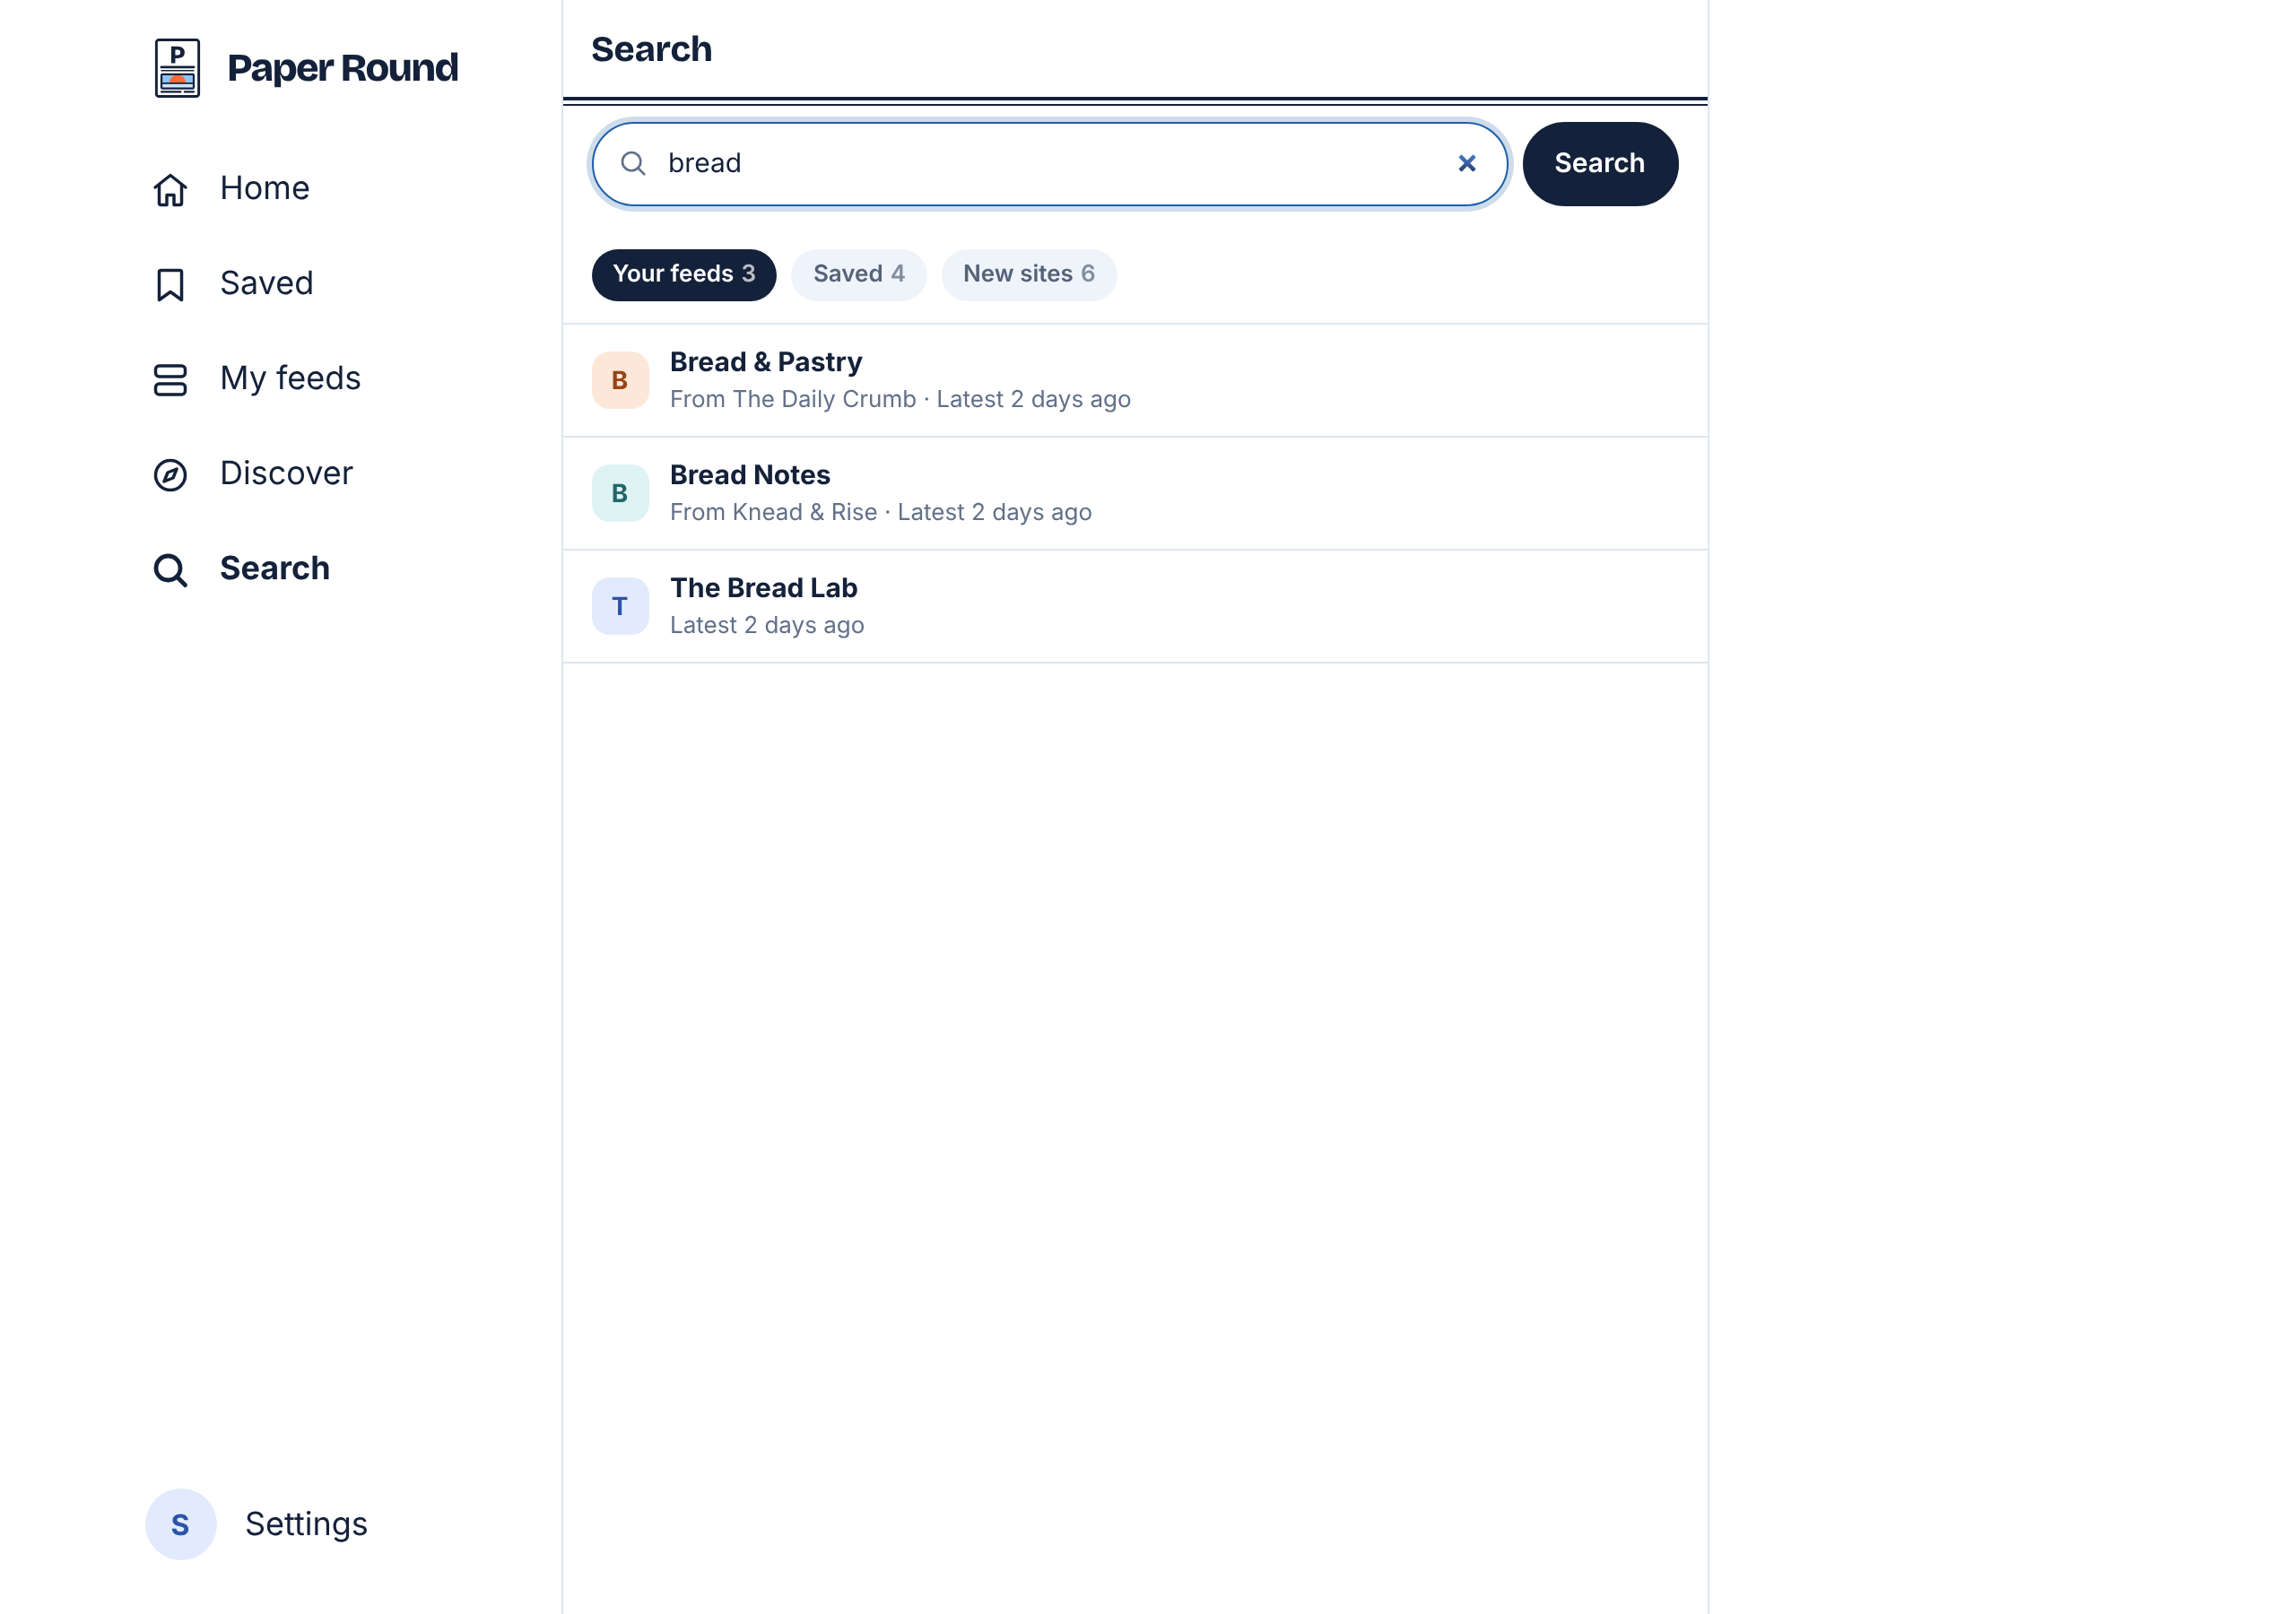 P
Paper Round
Home
Saved
My feeds
Discover
Search
S
Settings
Search
bread
Search
Your feeds 3
Saved 4
New sites 6
B
Bread & Pastry
From The Daily Crumb · Latest 2 days ago
B
Bread Notes
From Knead & Rise · Latest 2 days ago
T
The Bread Lab
Latest 2 days ago